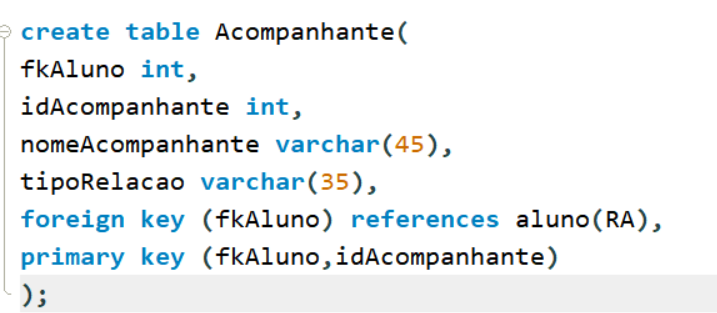 create table Acompanhante(
fkAluno int,
idAcompanhante int,
nomeAcompanhante varchar(45),
tipoRelacao varchar(35),
foreign key (fkAluno) references aluno(RA),
primary key (fkAluno,idAcompanhante)
);